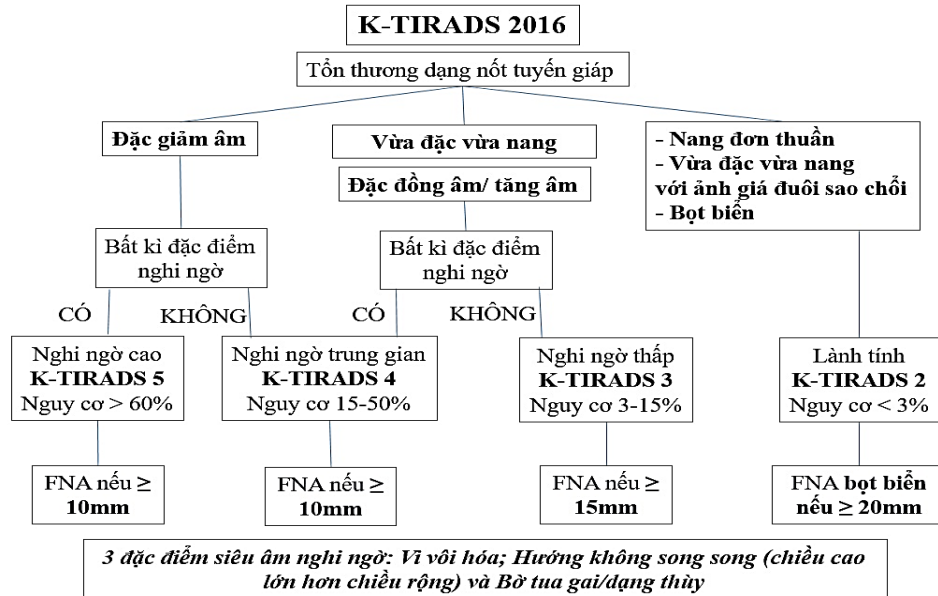 K-TIRADS 2016
Tổn thương dạng nốt tuyến giáp
Đặc giảm âm
Vừa đặc vừa nang
Đặc đồng âm/ tăng âm
- Nang đơn thuần
- Vừa đặc vừa nang
với ảnh giả đuôi sao chổi
- Bọt biển
Bất kì đặc điểm
nghi ngờ
Bất kì đặc điểm
nghi ngờ
CÓ
KHÔNG
CÓ
KHÔNG
Nghi ngờ cao
K-TIRADS 5
Nguy cơ > 60%
Nghi ngờ trung gian
K-TIRADS 4
Nguy cơ 15-50%
Nghi ngờ thấp
K-TIRADS 3
Nguy cơ 3-15%
Lành tính
K-TIRADS 2
Nguy cơ < 3%
FNA nếu ≥
10mm
FNA nếu ≥
10mm
FNA nếu ≥
15mm
FNA bọt biển
nếu ≥ 20mm
3 đặc điểm siêu âm nghi ngờ: Vi vôi hóa; Hướng không song song (chiều cao
lớn hơn chiều rộng) và Bờ tua gai/dạng thùy